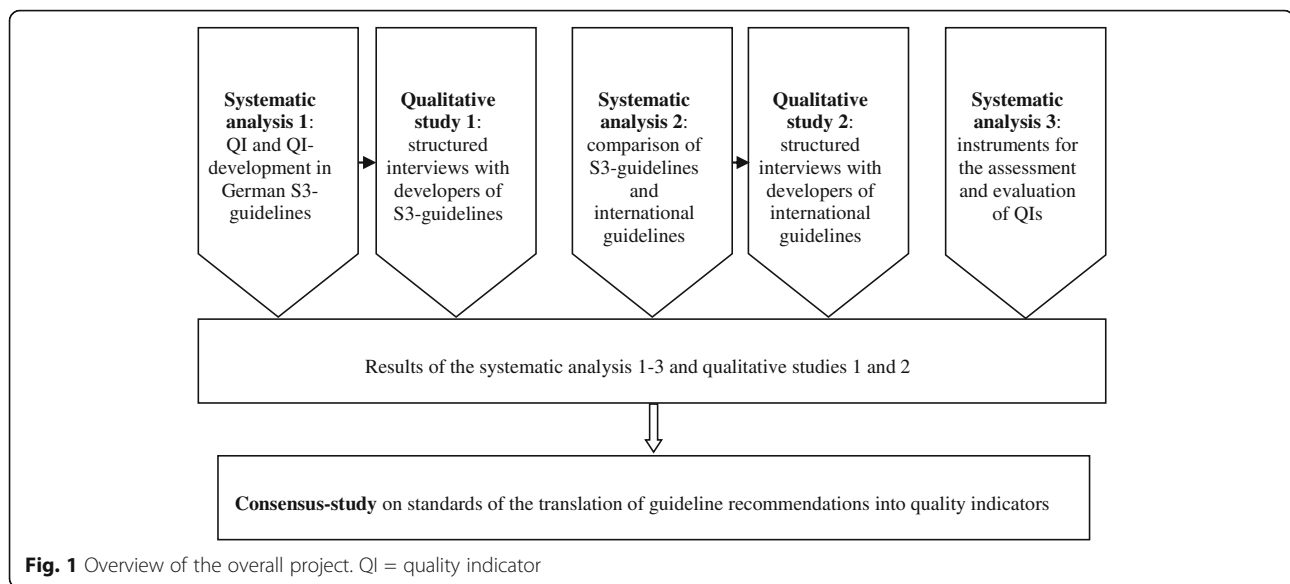 Systematic
analysis 1:
QI and QI-
development in
German S3-
guidelines
Qualitative
study 1:
structured
interviews with
developers of
S3-guidelines
Systematic
analysis 2:
comparison of
S3-guidelines
and
international
guidelines
Qualitative
study 2:
structured
interviews with
developers of
international
guidelines
Systematic
analysis 3:
instruments for
the assessment
and evaluation
of QIs
Results of the systematic analysis 1-3 and qualitative studies 1 and 2
Consensus-study on standards of the translation of guideline recommendations into quality indicators
Fig. 1 Overview of the overall project. QI = quality indicator